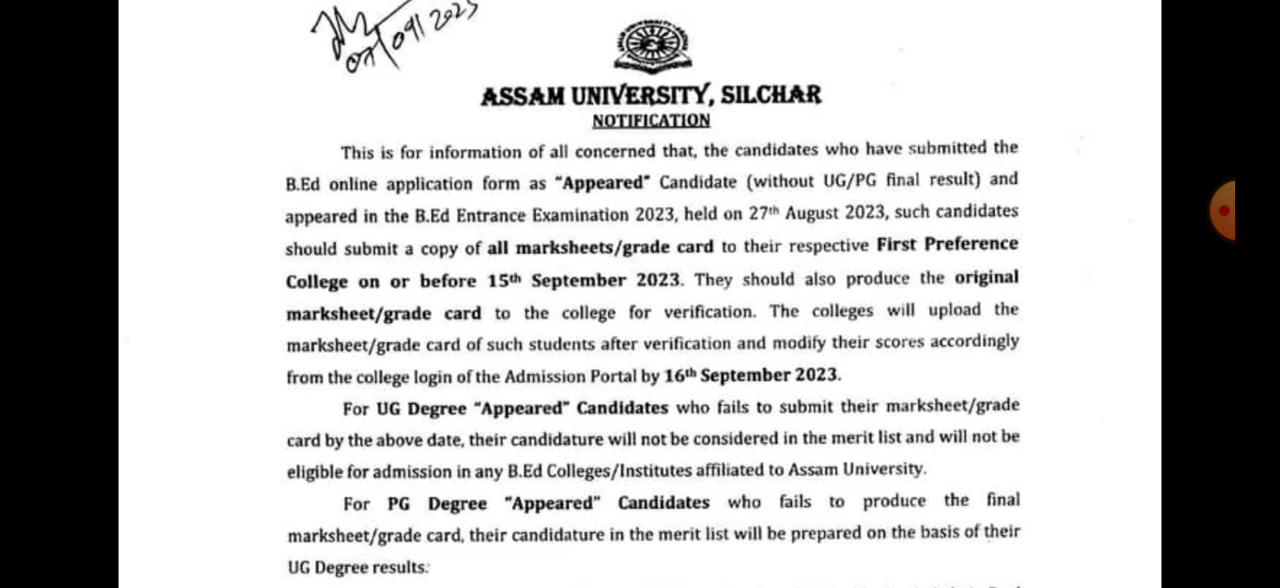 07/09/2023
ASSAM UNIVERSITY, SILCHAR
NOTIFICATION
This is for information of all concerned that, the candidates who have submitted the
B.Ed online application form as "Appeared" Candidate (without UG/PG final result) and
appeared in the B.Ed Entrance Examination 2023, held on 27th August 2023, such candidates
should submit a copy of all marksheets/grade card to their respective First Preference
College on or before 15th September 2023. They should also produce the original
marksheet/grade card to the college for verification. The colleges will upload the
marksheet/grade card of such students after verification and modify their scores accordingly
from the college login of the Admission Portal by 16th September 2023.
For UG Degree "Appeared" Candidates who fails to submit their marksheet/grade
card by the above date, their candidature will not be considered in the merit list and will not be
eligible for admission in any B.Ed Colleges/Institutes affiliated to Assam University.
For PG Degree "Appeared" Candidates who fails to produce the final
marksheet/grade card, their candidature in the merit list will be prepared on the basis of their
UG Degree results.